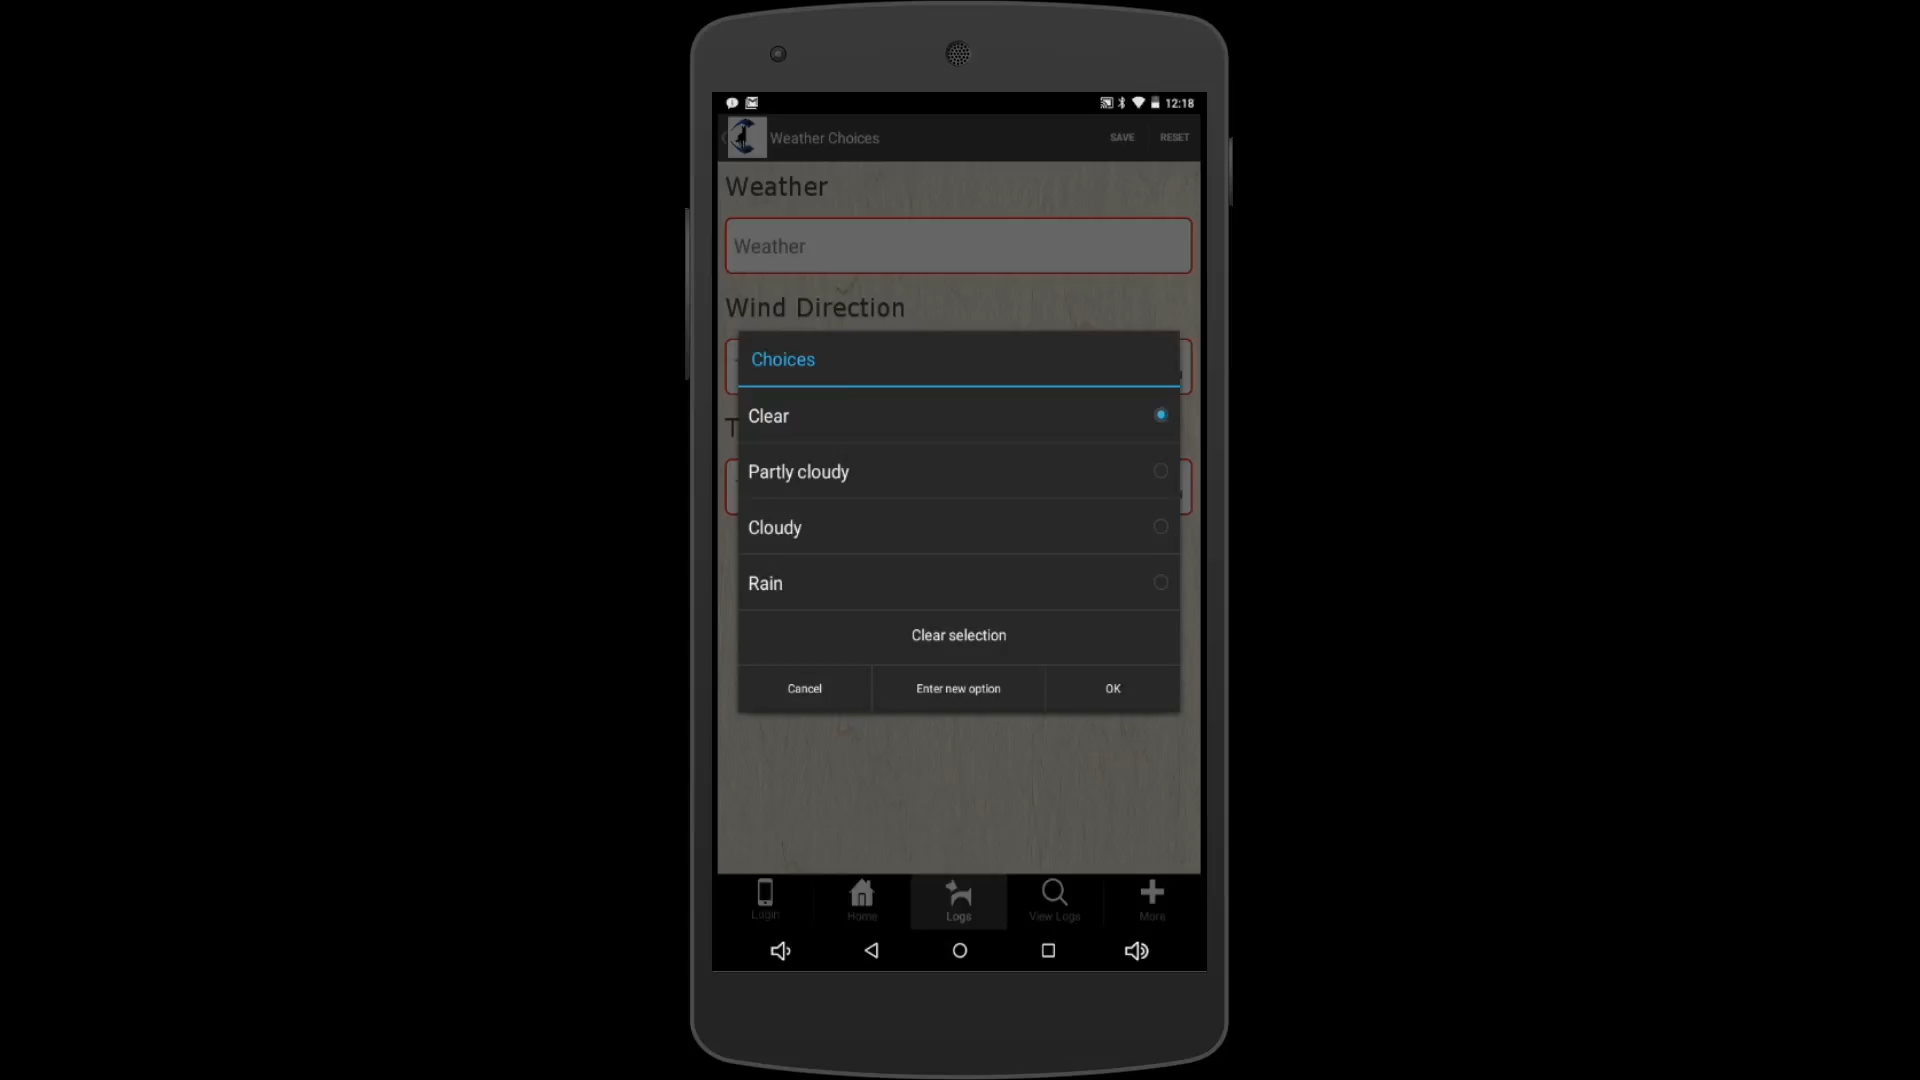 12:18
Weather Choices SAVE RESET
Weather
Weather
Wind Direction
Choices
T
Clear
Partly cloudy
Cloudy
Rain
Clear selection
Cancel Enter new option OK
Login Home Logs View Logs More